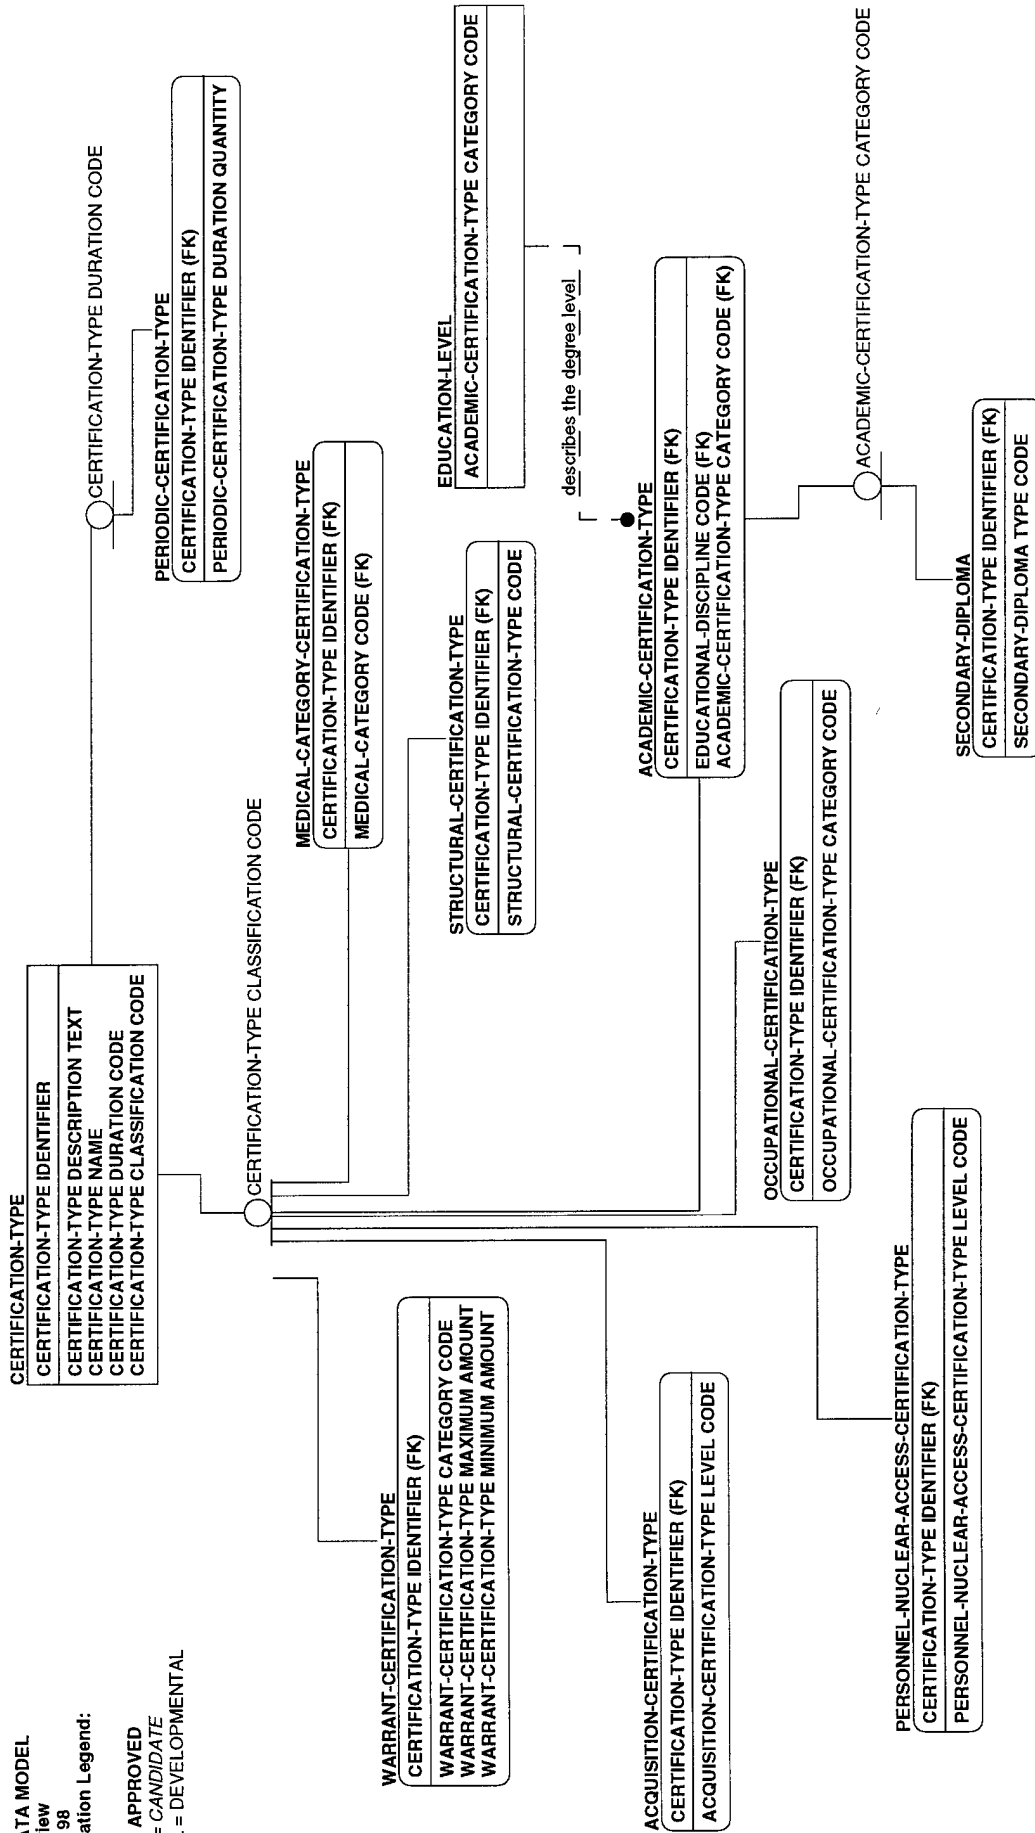 ATA MODEL
98
APPROVED
= CANDIDATE
= DEVELOPMENTAL
CERTIFICATION-TYPE
CERTIFICATION-TYPE IDENTIFIER
CERTIFICATION-TYPE DESCRIPTION TEXT
CERTIFICATION-TYPE NAME
CERTIFICATION-TYPE DURATION CODE
CERTIFICATION-TYPE CLASSIFICATION CODE
CERTIFICATION-TYPE DURATION CODE
PERIODIC-CERTIFICATION-TYPE
CERTIFICATION-TYPE IDENTIFIER (FK)
PERIODIC-CERTIFICATION-TYPE DURATION QUANTITY
CERTIFICATION-TYPE CLASSIFICATION CODE
WARRANT-CERTIFICATION-TYPE
CERTIFICATION-TYPE IDENTIFIER (FK)
WARRANT-CERTIFICATION-TYPE CATEGORY CODE
WARRANT-CERTIFICATION-TYPE MAXIMUM AMOUNT
WARRANT-CERTIFICATION-TYPE MINIMUM AMOUNT
MEDICAL-CATEGORY-CERTIFICATION-TYPE
CERTIFICATION-TYPE IDENTIFIER (FK)
MEDICAL-CATEGORY CODE (FK)
STRUCTURAL-CERTIFICATION-TYPE
CERTIFICATION-TYPE IDENTIFIER (FK)
STRUCTURAL-CERTIFICATION-TYPE CODE
EDUCATION-LEVEL
ACADEMIC-CERTIFICATION-TYPE CATEGORY CODE
describes the degree level
ACQUISITION-CERTIFICATION-TYPE
CERTIFICATION-TYPE IDENTIFIER (FK)
ACQUISITION-CERTIFICATION-TYPE LEVEL CODE
ACADEMIC-CERTIFICATION-TYPE
CERTIFICATION-TYPE IDENTIFIER (FK)
EDUCATIONAL-DISCIPLINE CODE (FK)
ACADEMIC-CERTIFICATION-TYPE CATEGORY CODE (FK)
OCCUPATIONAL-CERTIFICATION-TYPE
CERTIFICATION-TYPE IDENTIFIER (FK)
OCCUPATIONAL-CERTIFICATION-TYPE CATEGORY CODE
ACADEMIC-CERTIFICATION-TYPE CATEGORY CODE
PERSONNEL-NUCLEAR-ACCESS-CERTIFICATION-TYPE
CERTIFICATION-TYPE IDENTIFIER (FK)
PERSONNEL-NUCLEAR-ACCESS-CERTIFICATION-TYPE LEVEL CODE
SECONDARY-DIPLOMA
CERTIFICATION-TYPE IDENTIFIER (FK)
SECONDARY-DIPLOMA TYPE CODE